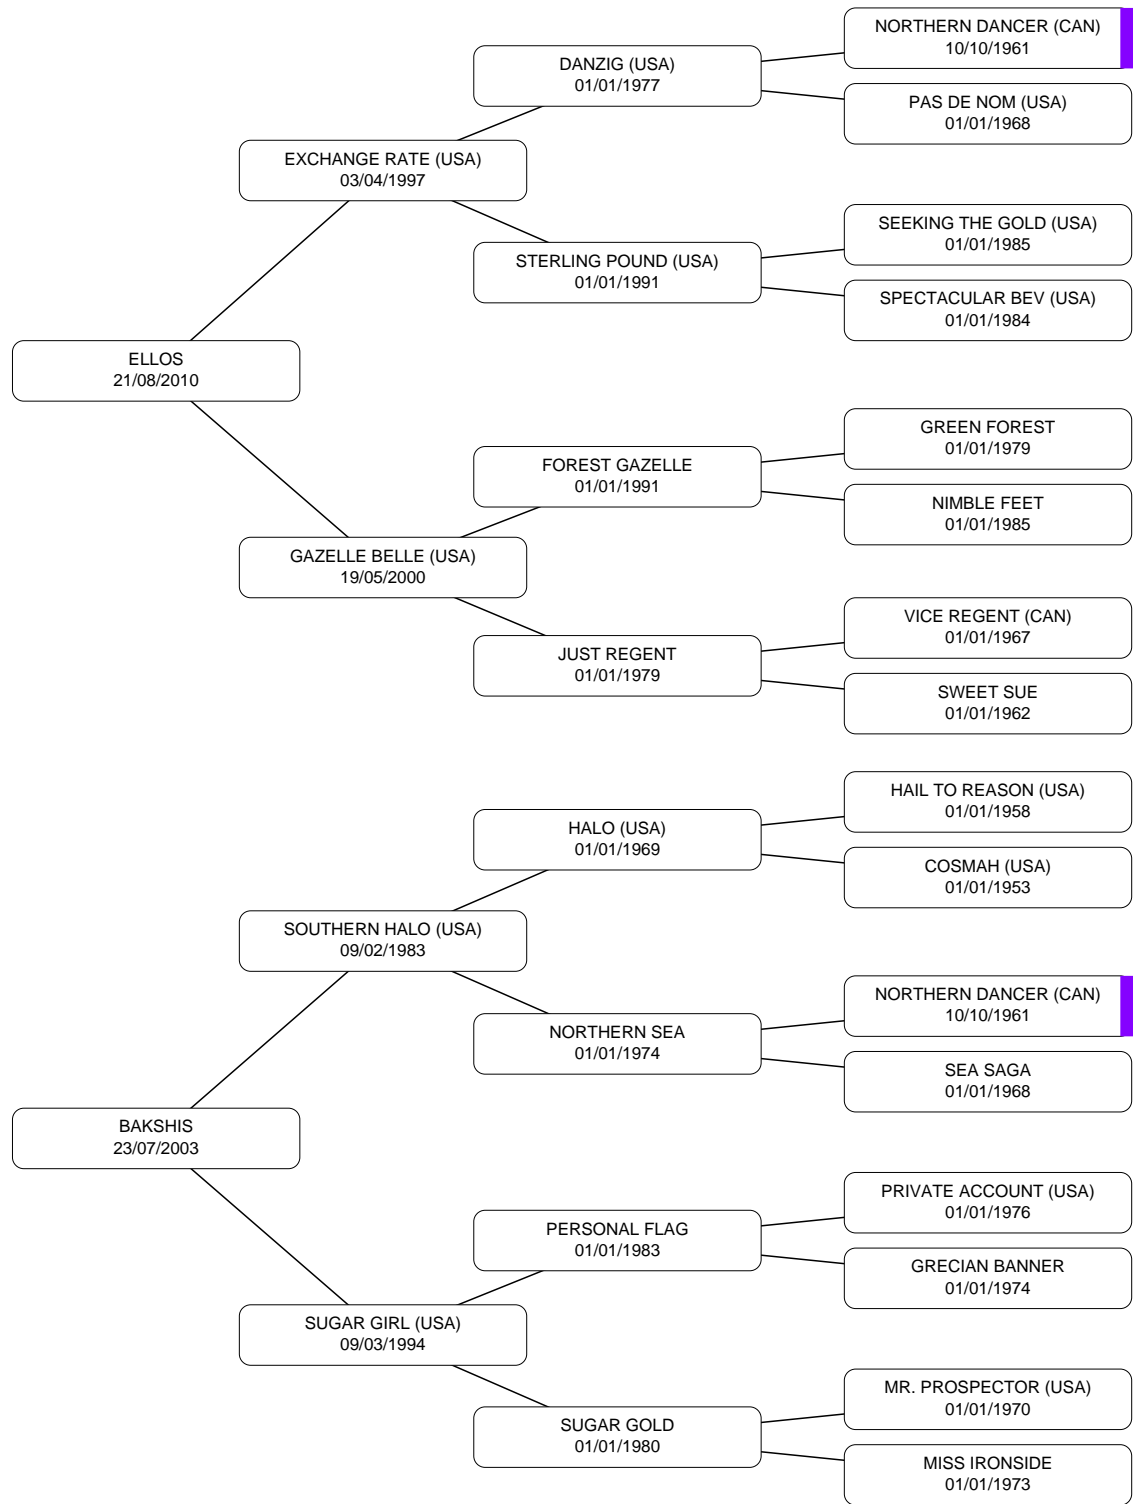 NORTHERN DANCER (CAN)
10/10/1961
DANZIG (USA)
01/01/1977
PAS DE NOM (USA)
01/01/1968
EXCHANGE RATE (USA)
03/04/1997
SEEKING THE GOLD (USA)
01/01/1985
STERLING POUND (USA)
01/01/1991
SPECTACULAR BEV (USA)
01/01/1984
ELLOS
21/08/2010
GREEN FOREST
01/01/1979
FOREST GAZELLE
01/01/1991
NIMBLE FEET
01/01/1985
GAZELLE BELLE (USA)
19/05/2000
VICE REGENT (CAN)
01/01/1967
JUST REGENT
01/01/1979
SWEET SUE
01/01/1962
HAIL TO REASON (USA)
01/01/1958
HALO (USA)
01/01/1969
COSMAH (USA)
01/01/1953
SOUTHERN HALO (USA)
09/02/1983
NORTHERN DANCER (CAN)
10/10/1961
NORTHERN SEA
01/01/1974
SEA SAGA
01/01/1968
BAKSHIS
23/07/2003
PRIVATE ACCOUNT (USA)
01/01/1976
PERSONAL FLAG
01/01/1983
GRECIAN BANNER
01/01/1974
SUGAR GIRL (USA)
09/03/1994
MR. PROSPECTOR (USA)
01/01/1970
SUGAR GOLD
01/01/1980
MISS IRONSIDE
01/01/1973